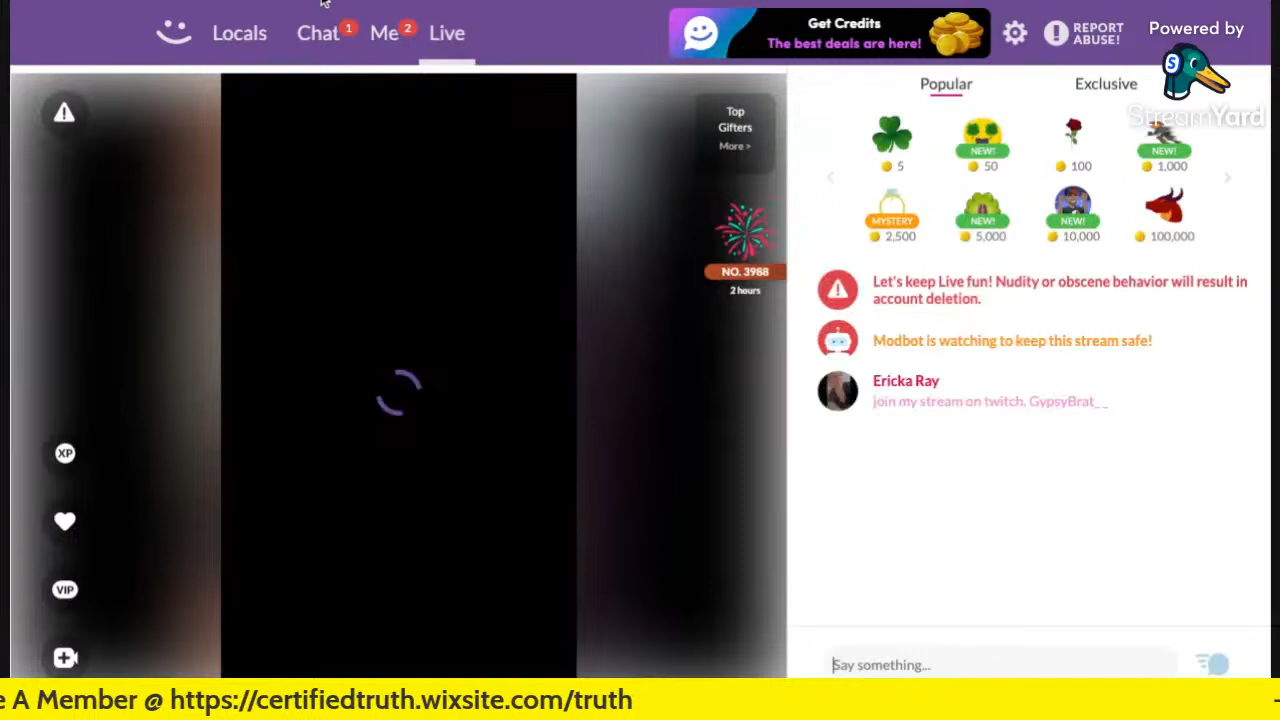 Locals
Chat 1
Me 2
Live
Get Credits
The best deals are here!
REPORT
ABUSE!
Powered by
S
StreamYard
Top
Gifters
More >
NO. 3988
2 hours
XP
VIP
Popular
Exclusive
NEW!
NEW!
5
50
100
1,000
MYSTERY
NEW!
NEW!
2,500
5,000
10,000
100,000
Let's keep Live fun! Nudity or obscene behavior will result in
account deletion.
Modbot is watching to keep this stream safe!
Ericka Ray
join my stream on twitch. GypsyBrat_ _
Say something...
e A Member @ https://certifiedtruth.wixsite.com/truth